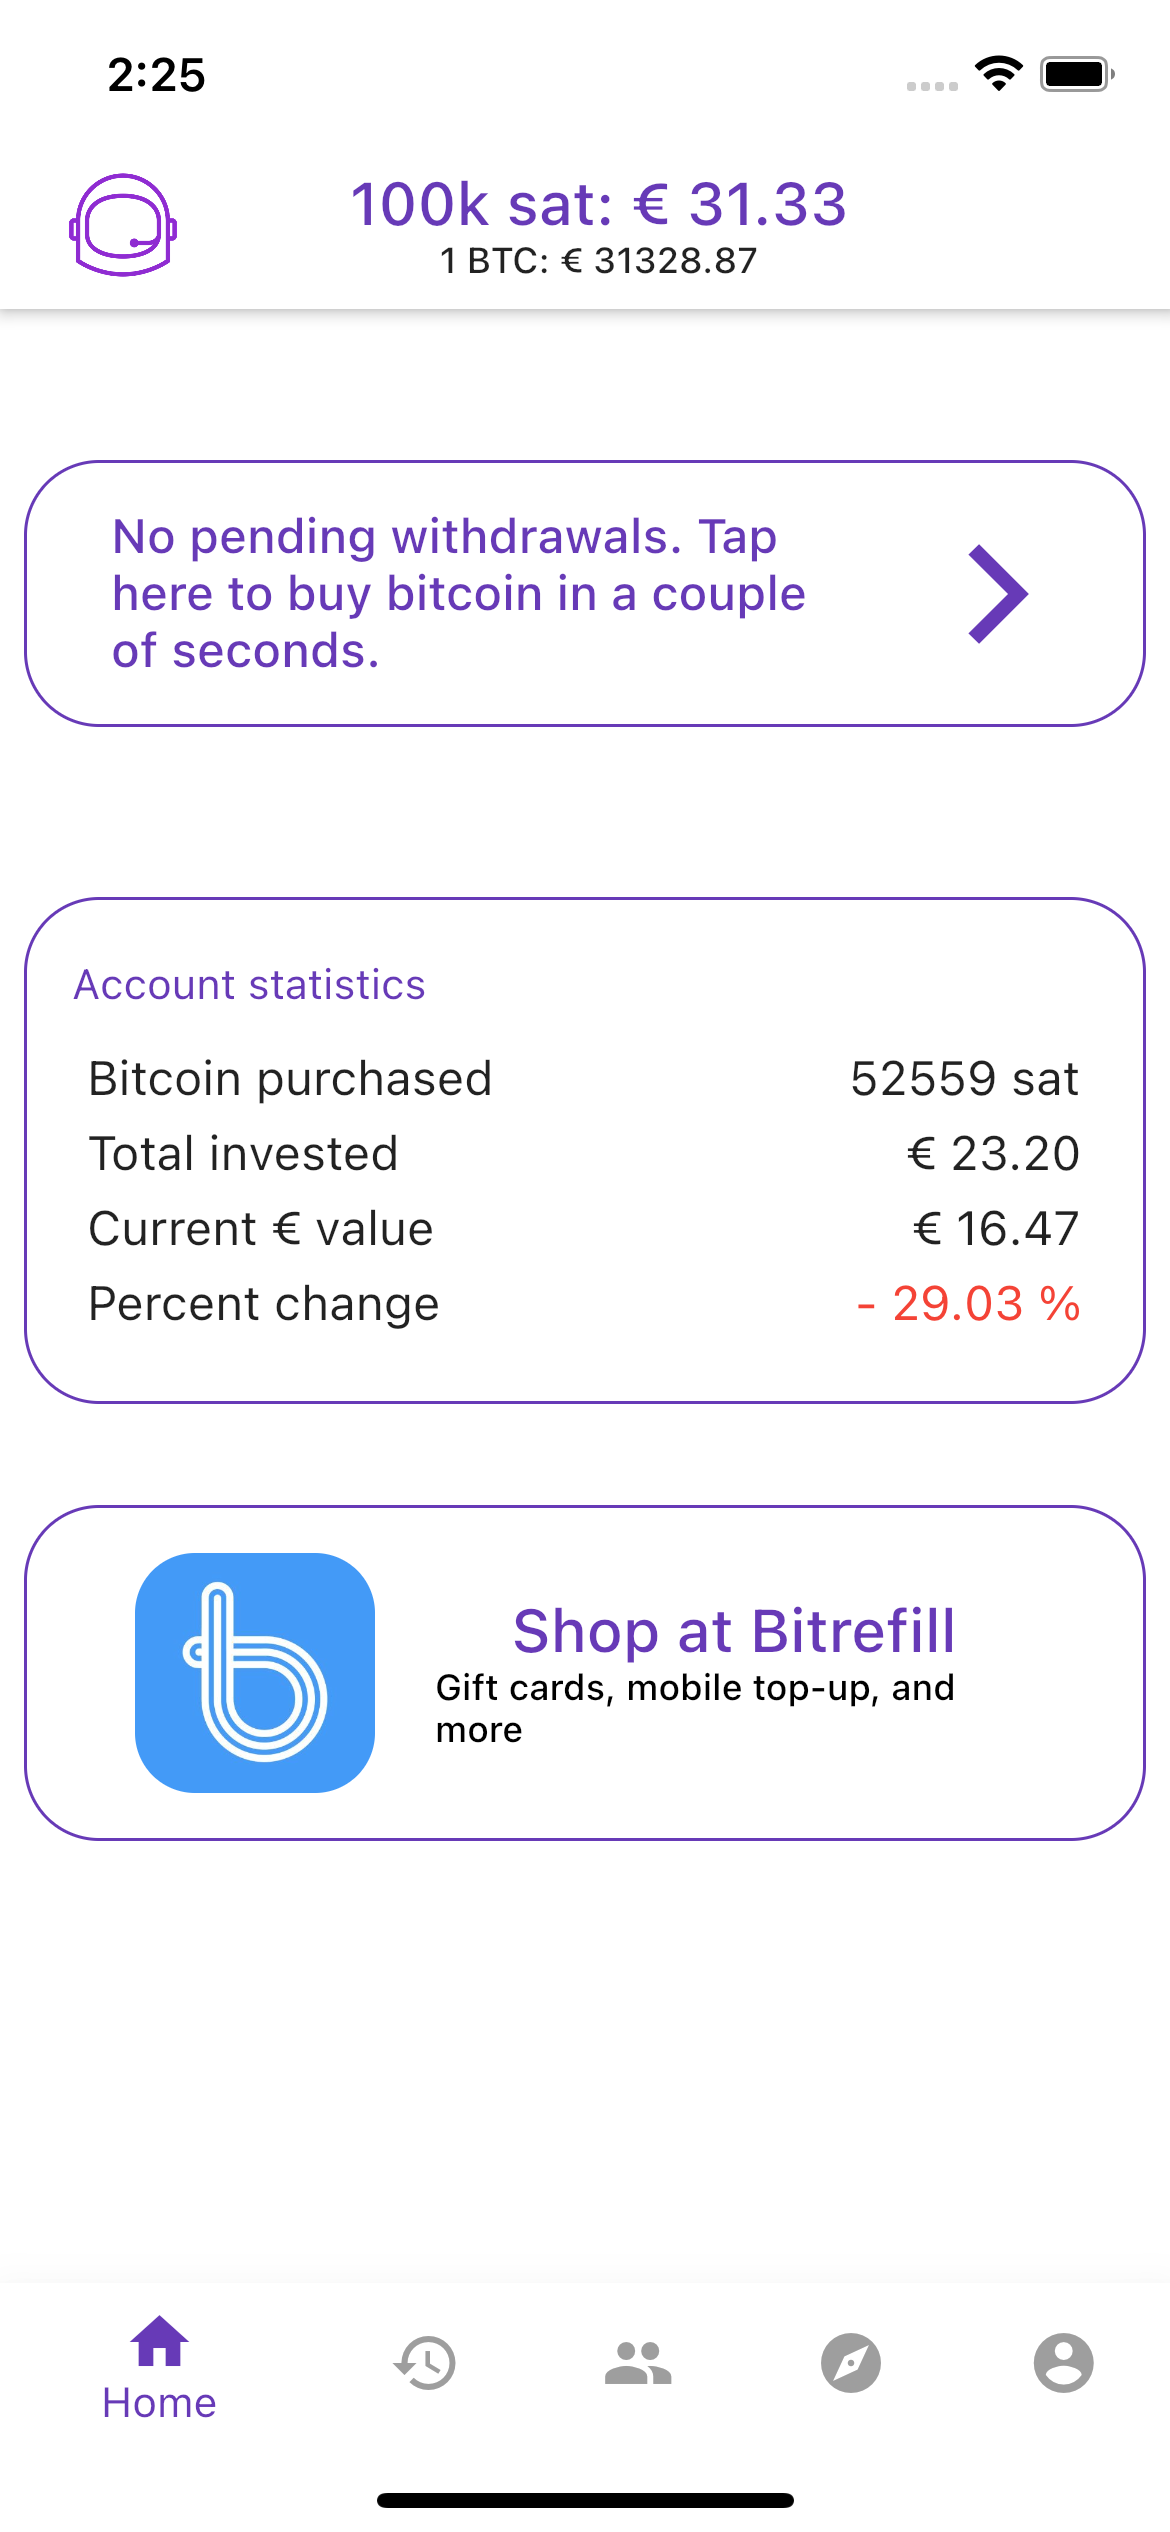 2:25
100k sat: € 31.33
1 BTC: € 31328.87
No pending withdrawals. Tap
here to buy bitcoin in a couple
of seconds.
Account statistics
Bitcoin purchased 52559 sat
Total invested € 23.20
Current € value € 16.47
Percent change - 29.03 %
Shop at Bitrefill
Gift cards, mobile top-up, and
more
Home